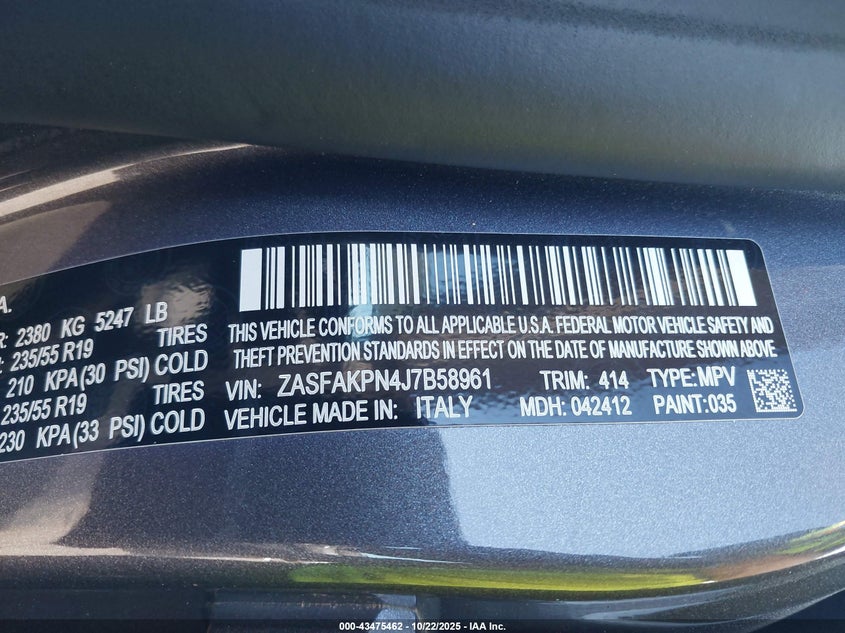 A.
R: 2380 KG 5247 LB
: 235/55 R19 TIRES
210 KPA(30 PSI) COLD
235/55 R19 TIRES
230 KPA (33 PSI) COLD
THIS VEHICLE CONFORMS TO ALL APPLICABLE U.S.A. FEDERAL MOTOR VEHICLE SAFETY AND
THEFT PREVENTION STANDARDS IN EFFECT ON THE DATE OF MANUFACTURE SHOWN ABOVE
VIN: ZASFAKPN4J7B58961 TRIM: 414 TYPE: MPV
VEHICLE MADE IN: ITALY MDH: 042412 PAINT: 035
000-43475462 - 10/22/2025 - IAA Inc.